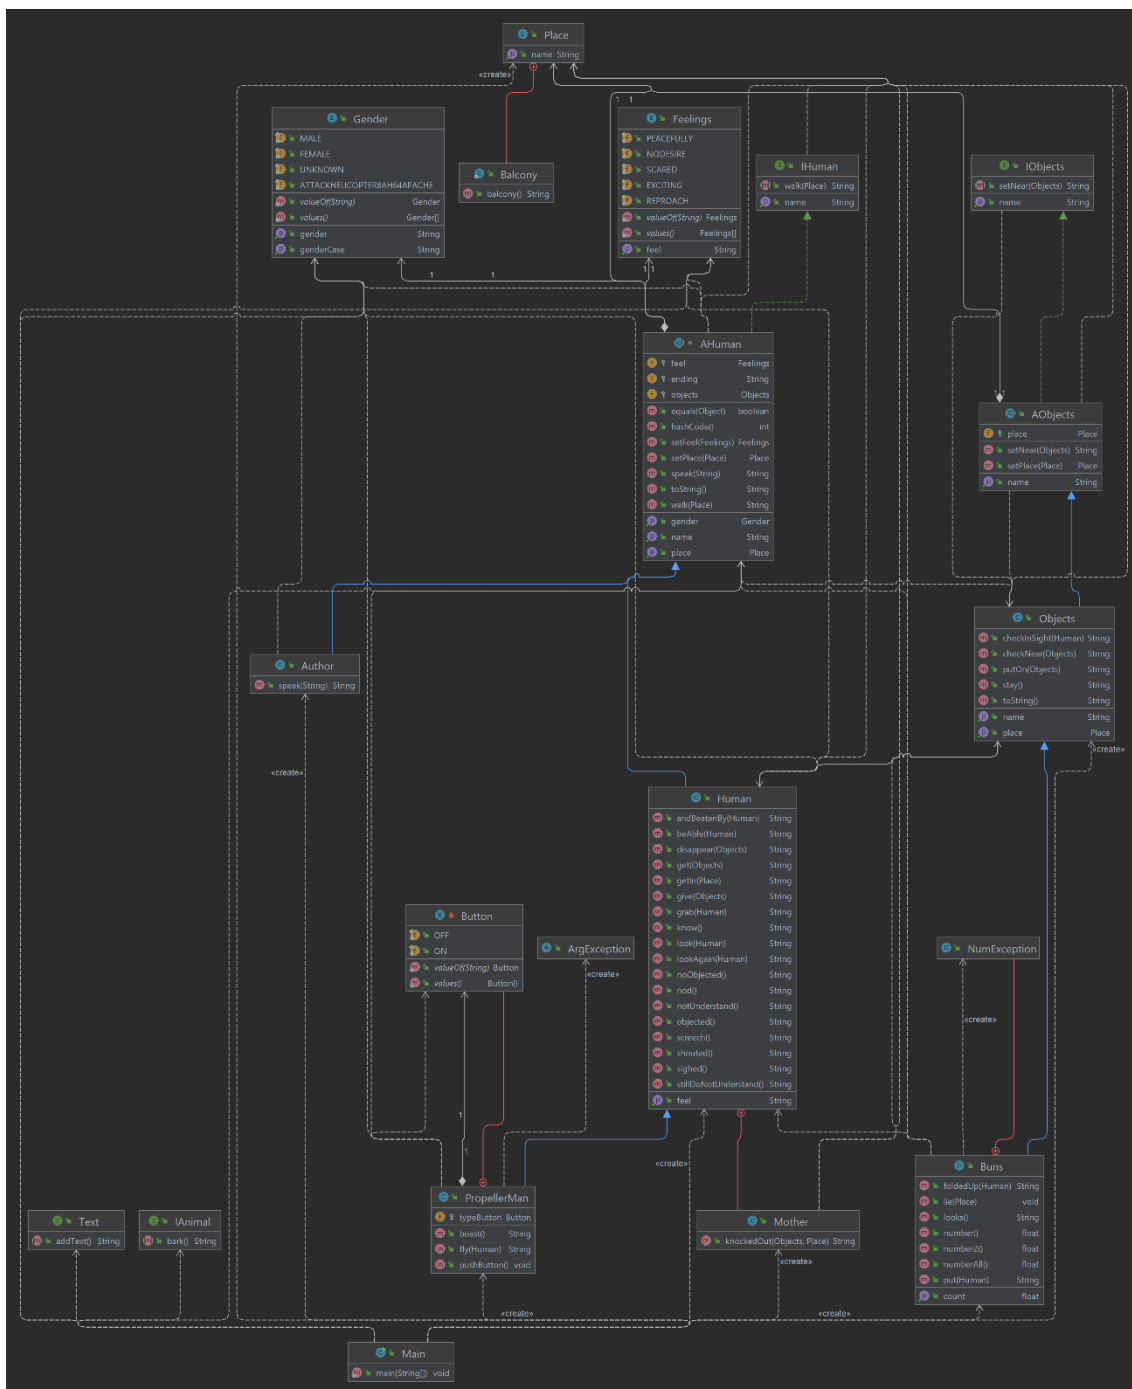 Place
name String
«create»
1 1
Gender
MALE
FEMALE
UNKNOWN
ATTACKHELICOPTERBAH64APACHE
valueOf(String) Gender
values() Gender[]
gender String
genderCase String
Feelings
PEACEFULLY
NODESIRE
SCARED
EXCITING
REPROACH
valueOf(String) Feelings
values() Feelings[]
feel String
Balcony
balcony() String
IHuman
walk(Place) String
name String
IObjects
setNear(Objects) String
name String
1 1 1 1
AHuman
feel Feelings
ending String
objects Objects
equals(Object) boolean
hashCode() int
setFeel(Feelings) Feelings
setPlace(Place) Place
speak(String) String
toString() String
walk(Place) String
gender Gender
name String
place Place
1 1
AObjects
place Place
setNear(Objects) String
setPlace(Place) Place
name String
Author
speak(String) String
Objects
checkInSight(Human) String
checkNear(Objects) String
putOn(Objects) String
stay() String
toString() String
name String
place Place
«create»
«create»
Human
andBeatenBy(Human) String
beAble(Human) String
disappear(Objects) String
get(Objects) String
getIn(Place) String
give(Objects) String
grab(Human) String
know() String
look(Human) String
lookAgain(Human) String
noObjected() String
nod() String
notUnderstand() String
objected() String
screech() String
shouted() String
sighed() String
stillDoNotUnderstand() String
feel String
Button
OFF
ON
valueOf(String) Button
values() Button[]
ArgException
«create»
NumException
«create»
1
1
«create»
PropellerMan
typeButton Button
boast() String
fly(Human) String
pushButton() void
Buns
foldedUp(Human) String
lie(Place) void
looks() String
number() float
number2() float
numberAll() float
put(Human) String
count float
Text
addText() String
IAnimal
bark() String
Mother
knockedOut(Objects, Place) String
«create»
«create»
«create»
Main
main(String[]) void